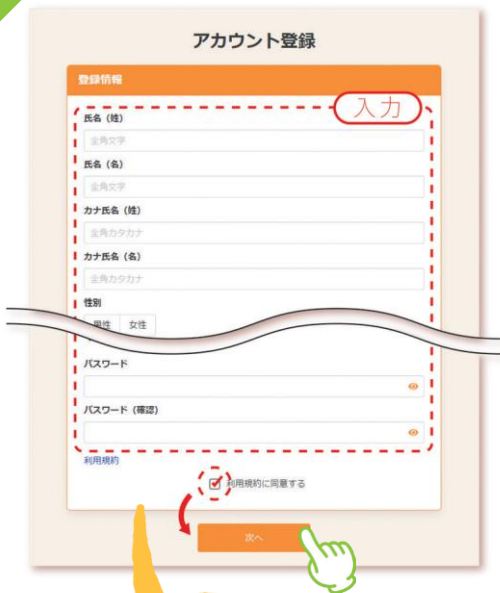 アカウント登録
登録情報
入力
氏名（姓）
全角文字
氏名（名）
全角文字
カナ氏名（姓）
全角カタカナ
カナ氏名（名）
全角カタカナ
性別
男性 女性
パスワード
パスワード（確認）
利用規約
利用規約に同意する
次へ